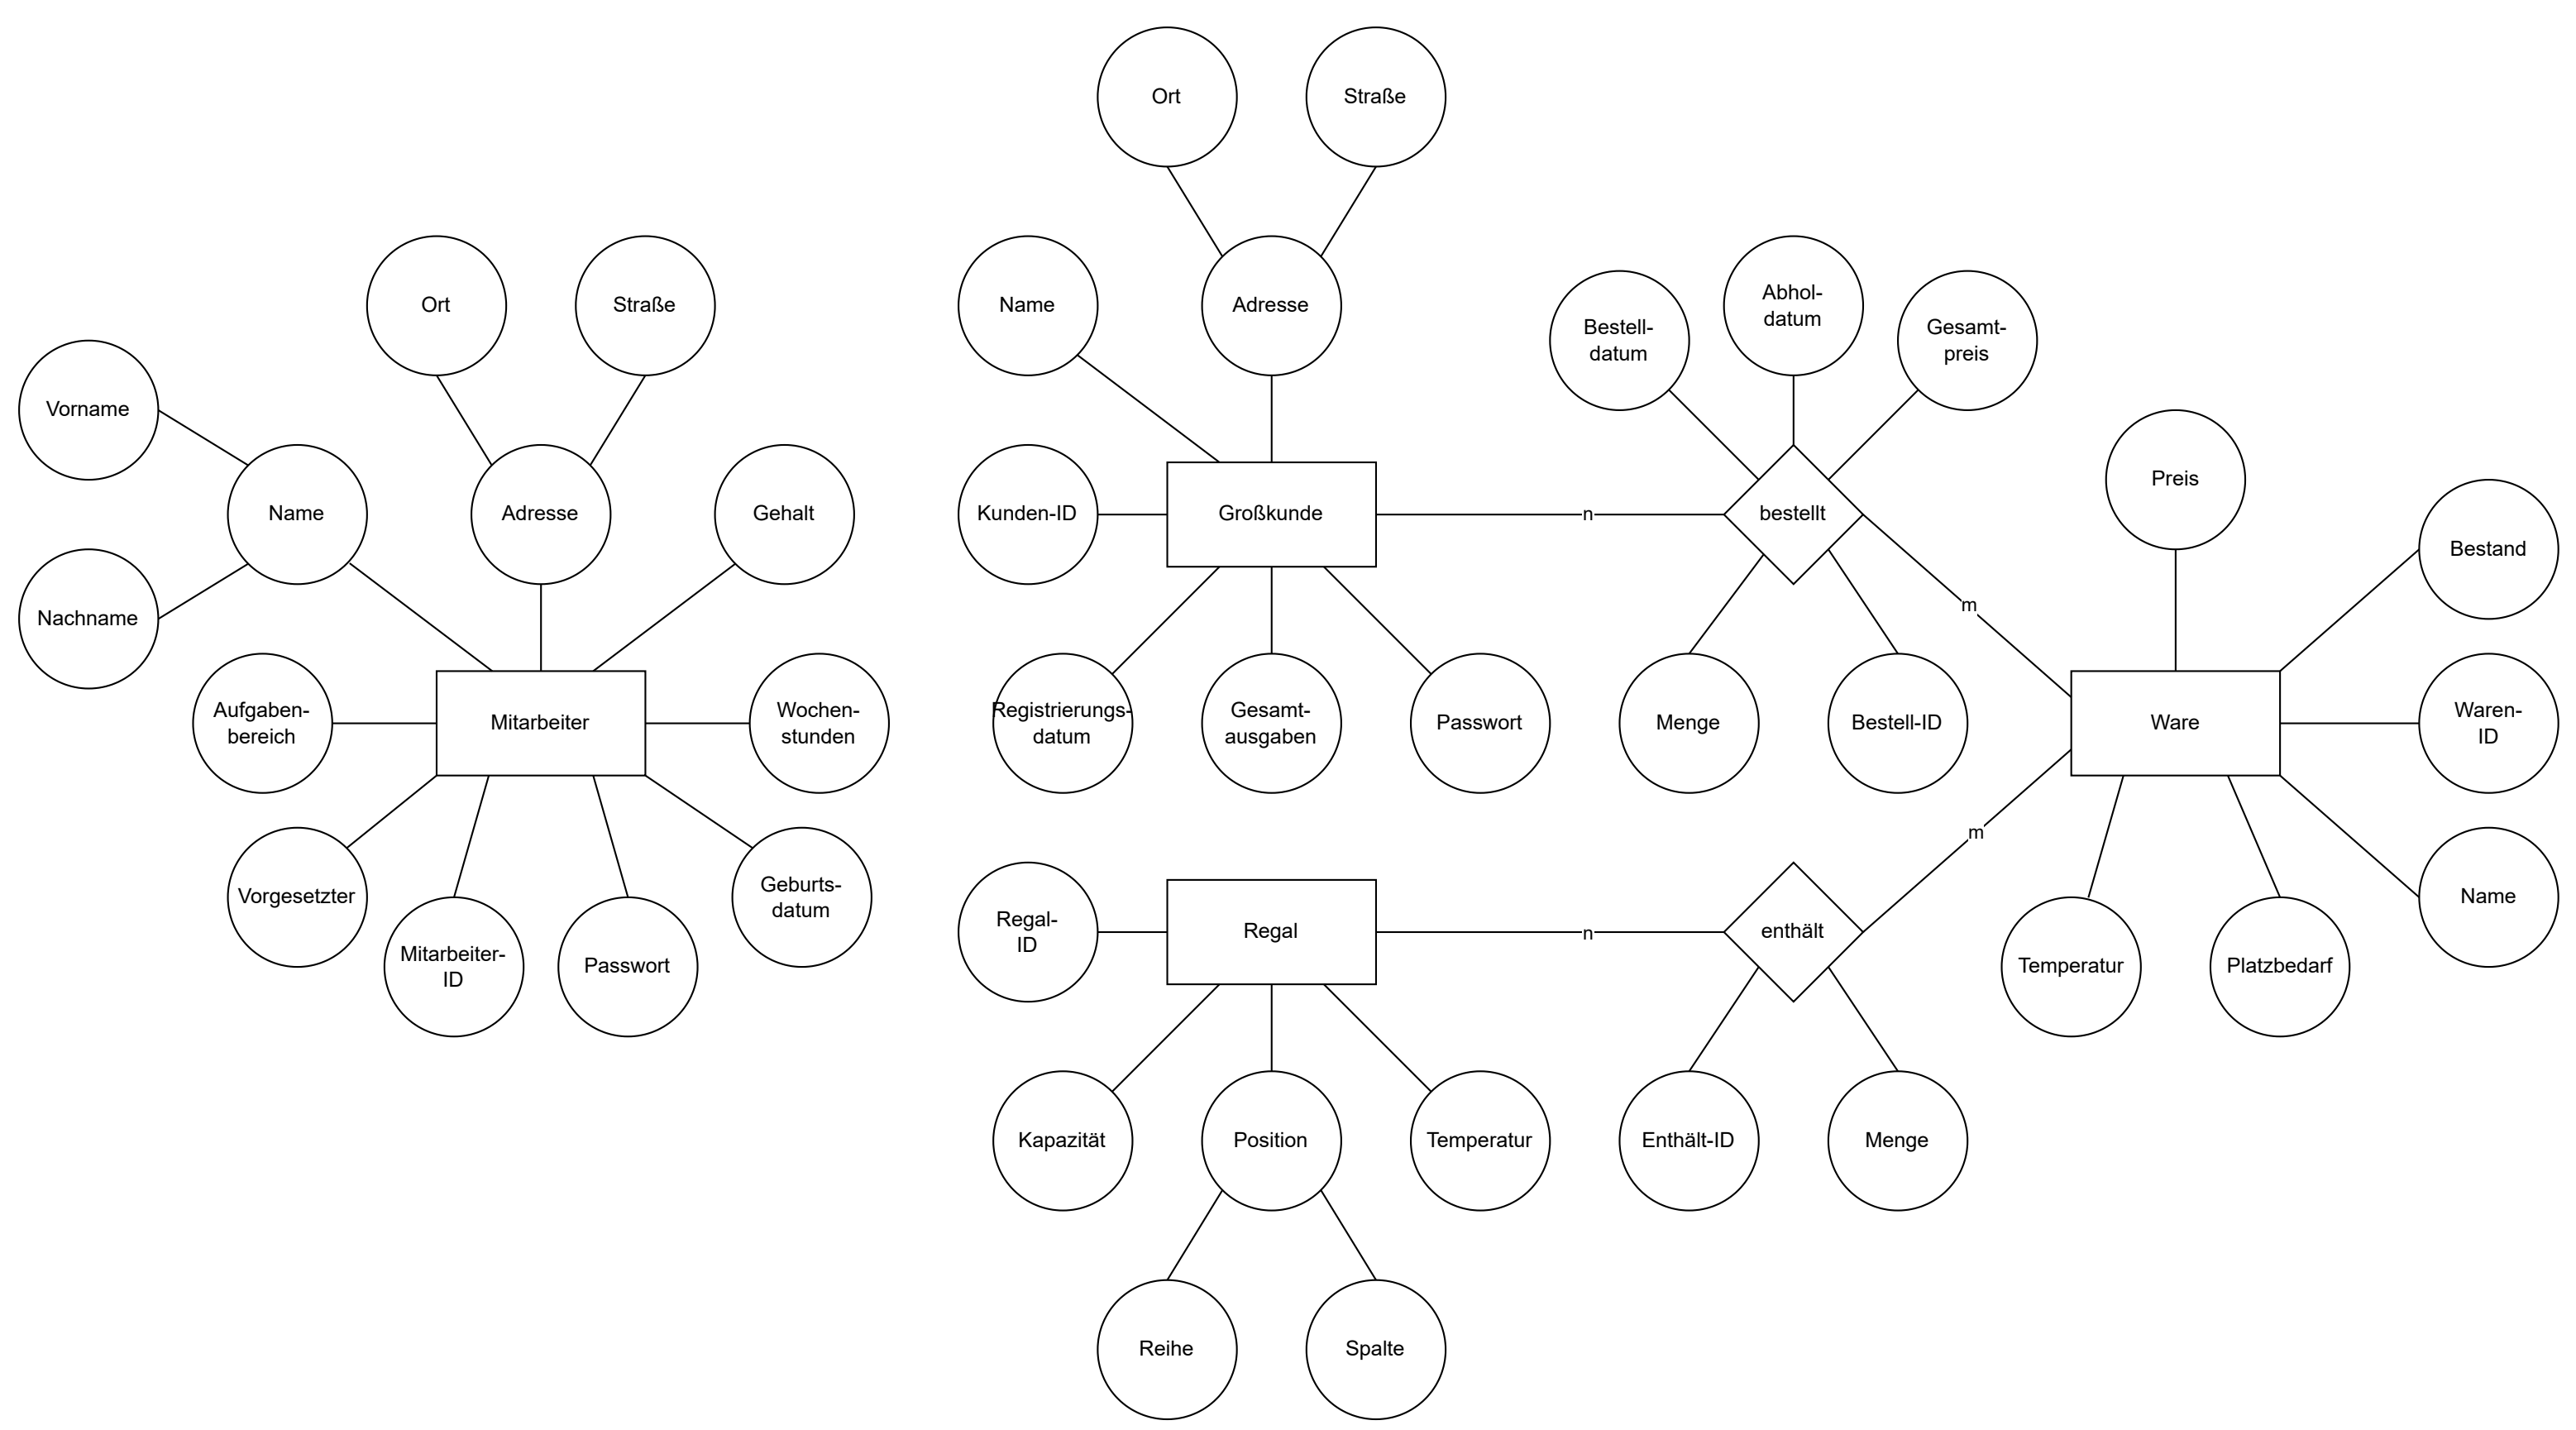 Ort
Straße
Ort
Straße
Name
Adresse
Bestell-
datum
Abhol-
datum
Gesamt-
preis
Vorname
Name
Adresse
Gehalt
Nachname
Kunden-ID
Großkunde
n
bestellt
m
Preis
Bestand
Aufgaben-
bereich
Mitarbeiter
Wochen-
stunden
Registrierungs-
datum
Gesamt-
ausgaben
Passwort
Menge
Bestell-ID
Ware
Waren-
ID
m
Vorgesetzter
Mitarbeiter-
ID
Passwort
Geburts-
datum
Regal-
ID
Regal
n
enthält
Temperatur
Platzbedarf
Name
Kapazität
Position
Temperatur
Enthält-ID
Menge
Reihe
Spalte